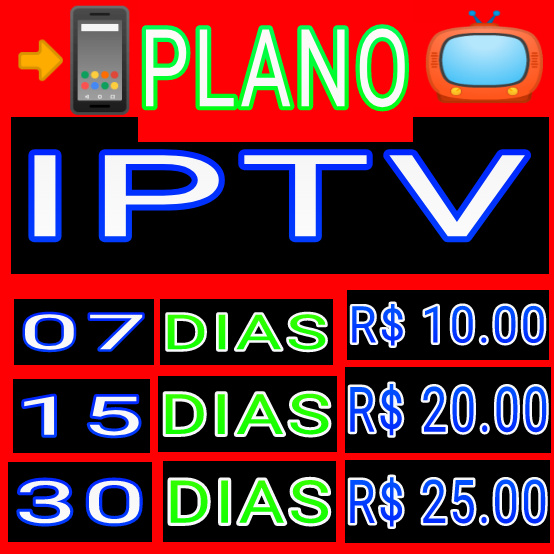 PLANO
IPTV
07 DIAS R$ 10.00
15 DIAS R$ 20.00
30 DIAS R$ 25.00